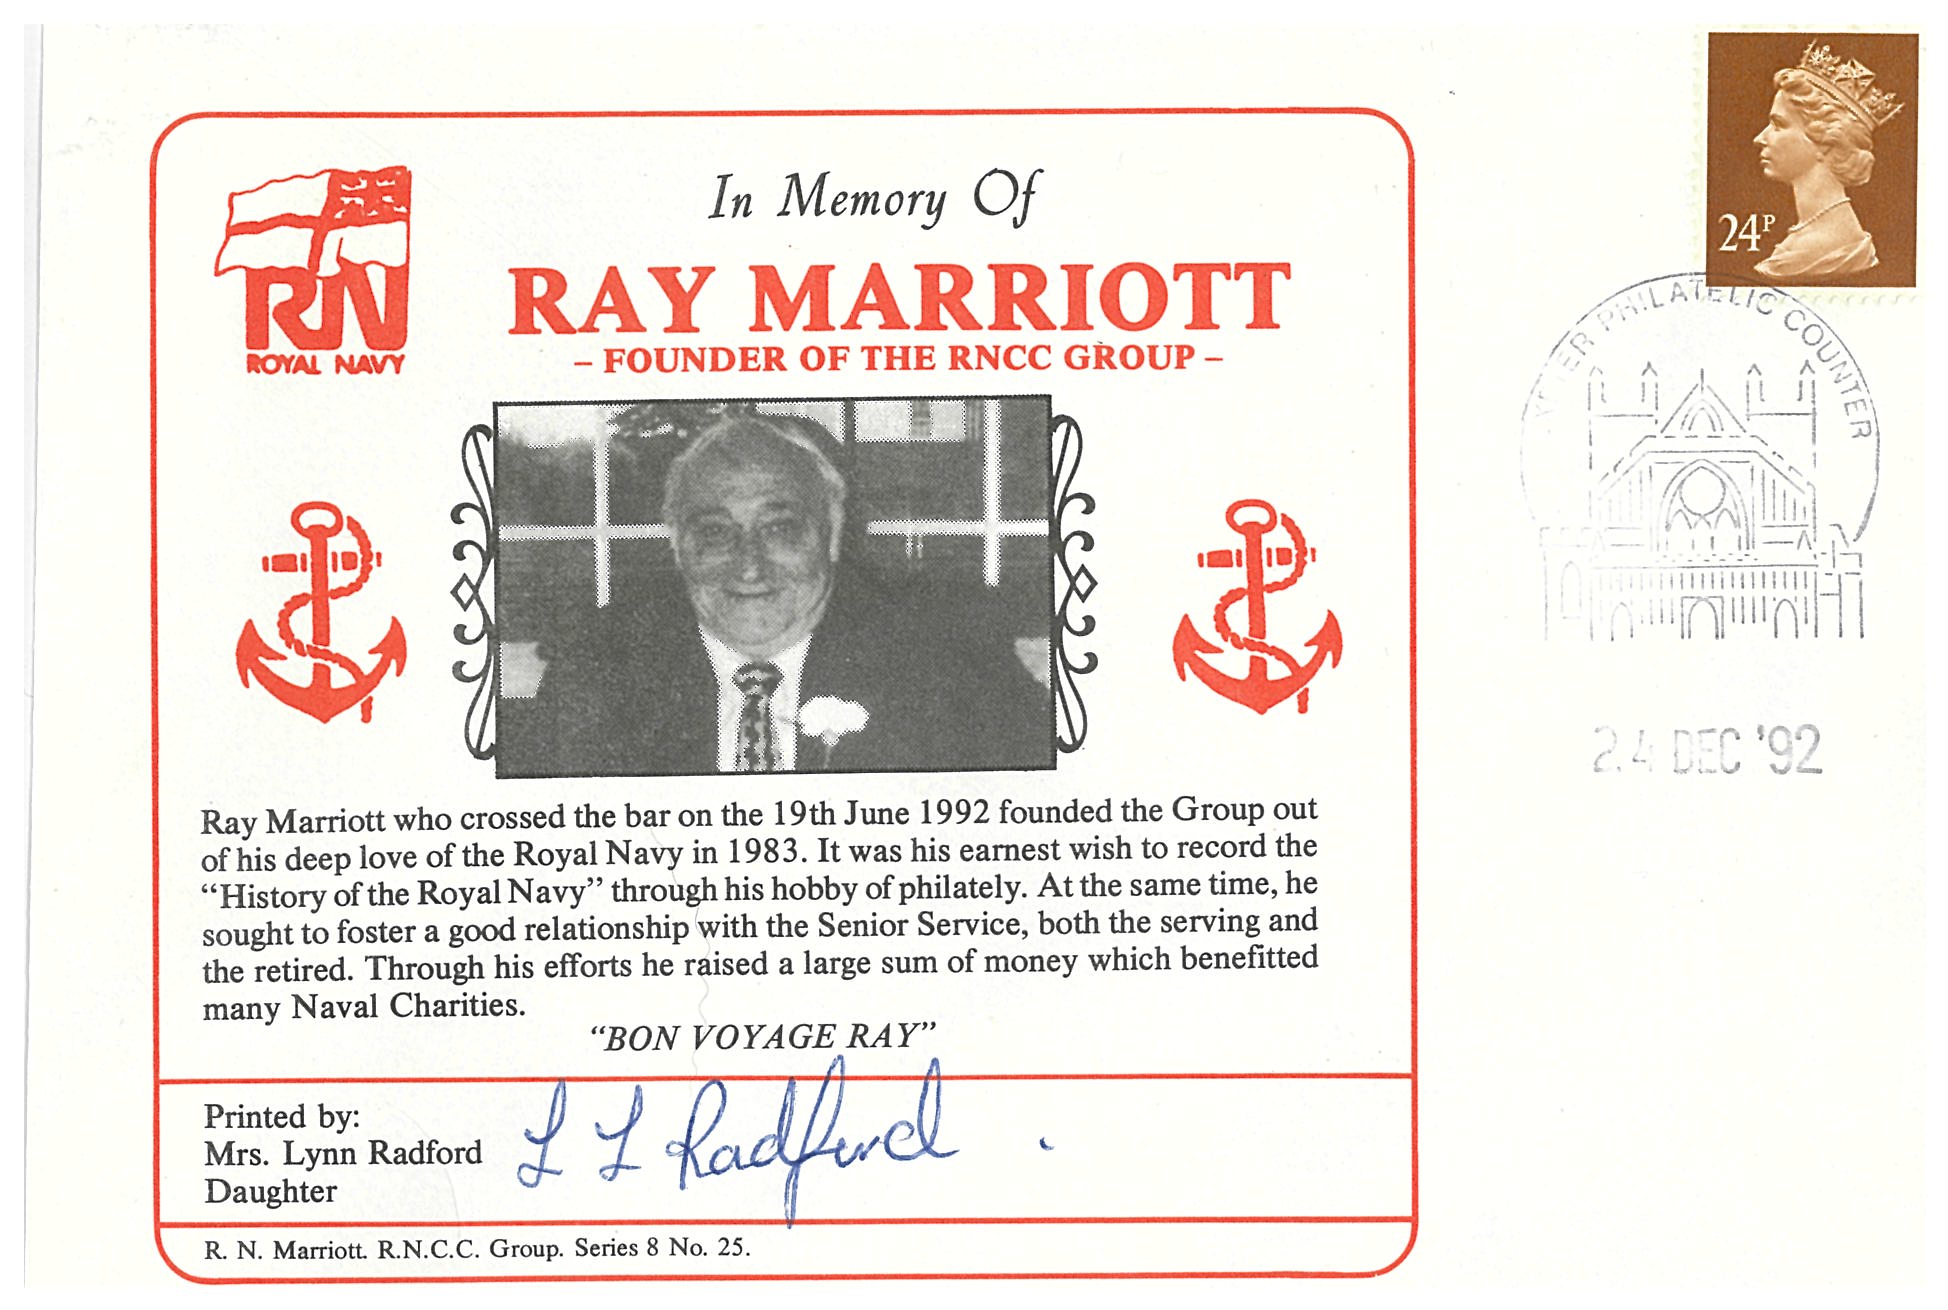 In Memory Of
RAY MARRIOTT
– FOUNDER OF THE RNCC GROUP –
RN
ROYAL NAVY
24P
PHILATELIC COUNTER
24 DEC '92
Ray Marriott who crossed the bar on the 19th June 1992 founded the Group out
of his deep love of the Royal Navy in 1983. It was his earnest wish to record the
“History of the Royal Navy” through his hobby of philately. At the same time, he
sought to foster a good relationship with the Senior Service, both the serving and
the retired. Through his efforts he raised a large sum of money which benefitted
many Naval Charities.
“BON VOYAGE RAY”
Printed by:
Mrs. Lynn Radford
Daughter
L L Radford
R. N. Marriott. R.N.C.C. Group. Series 8 No. 25.